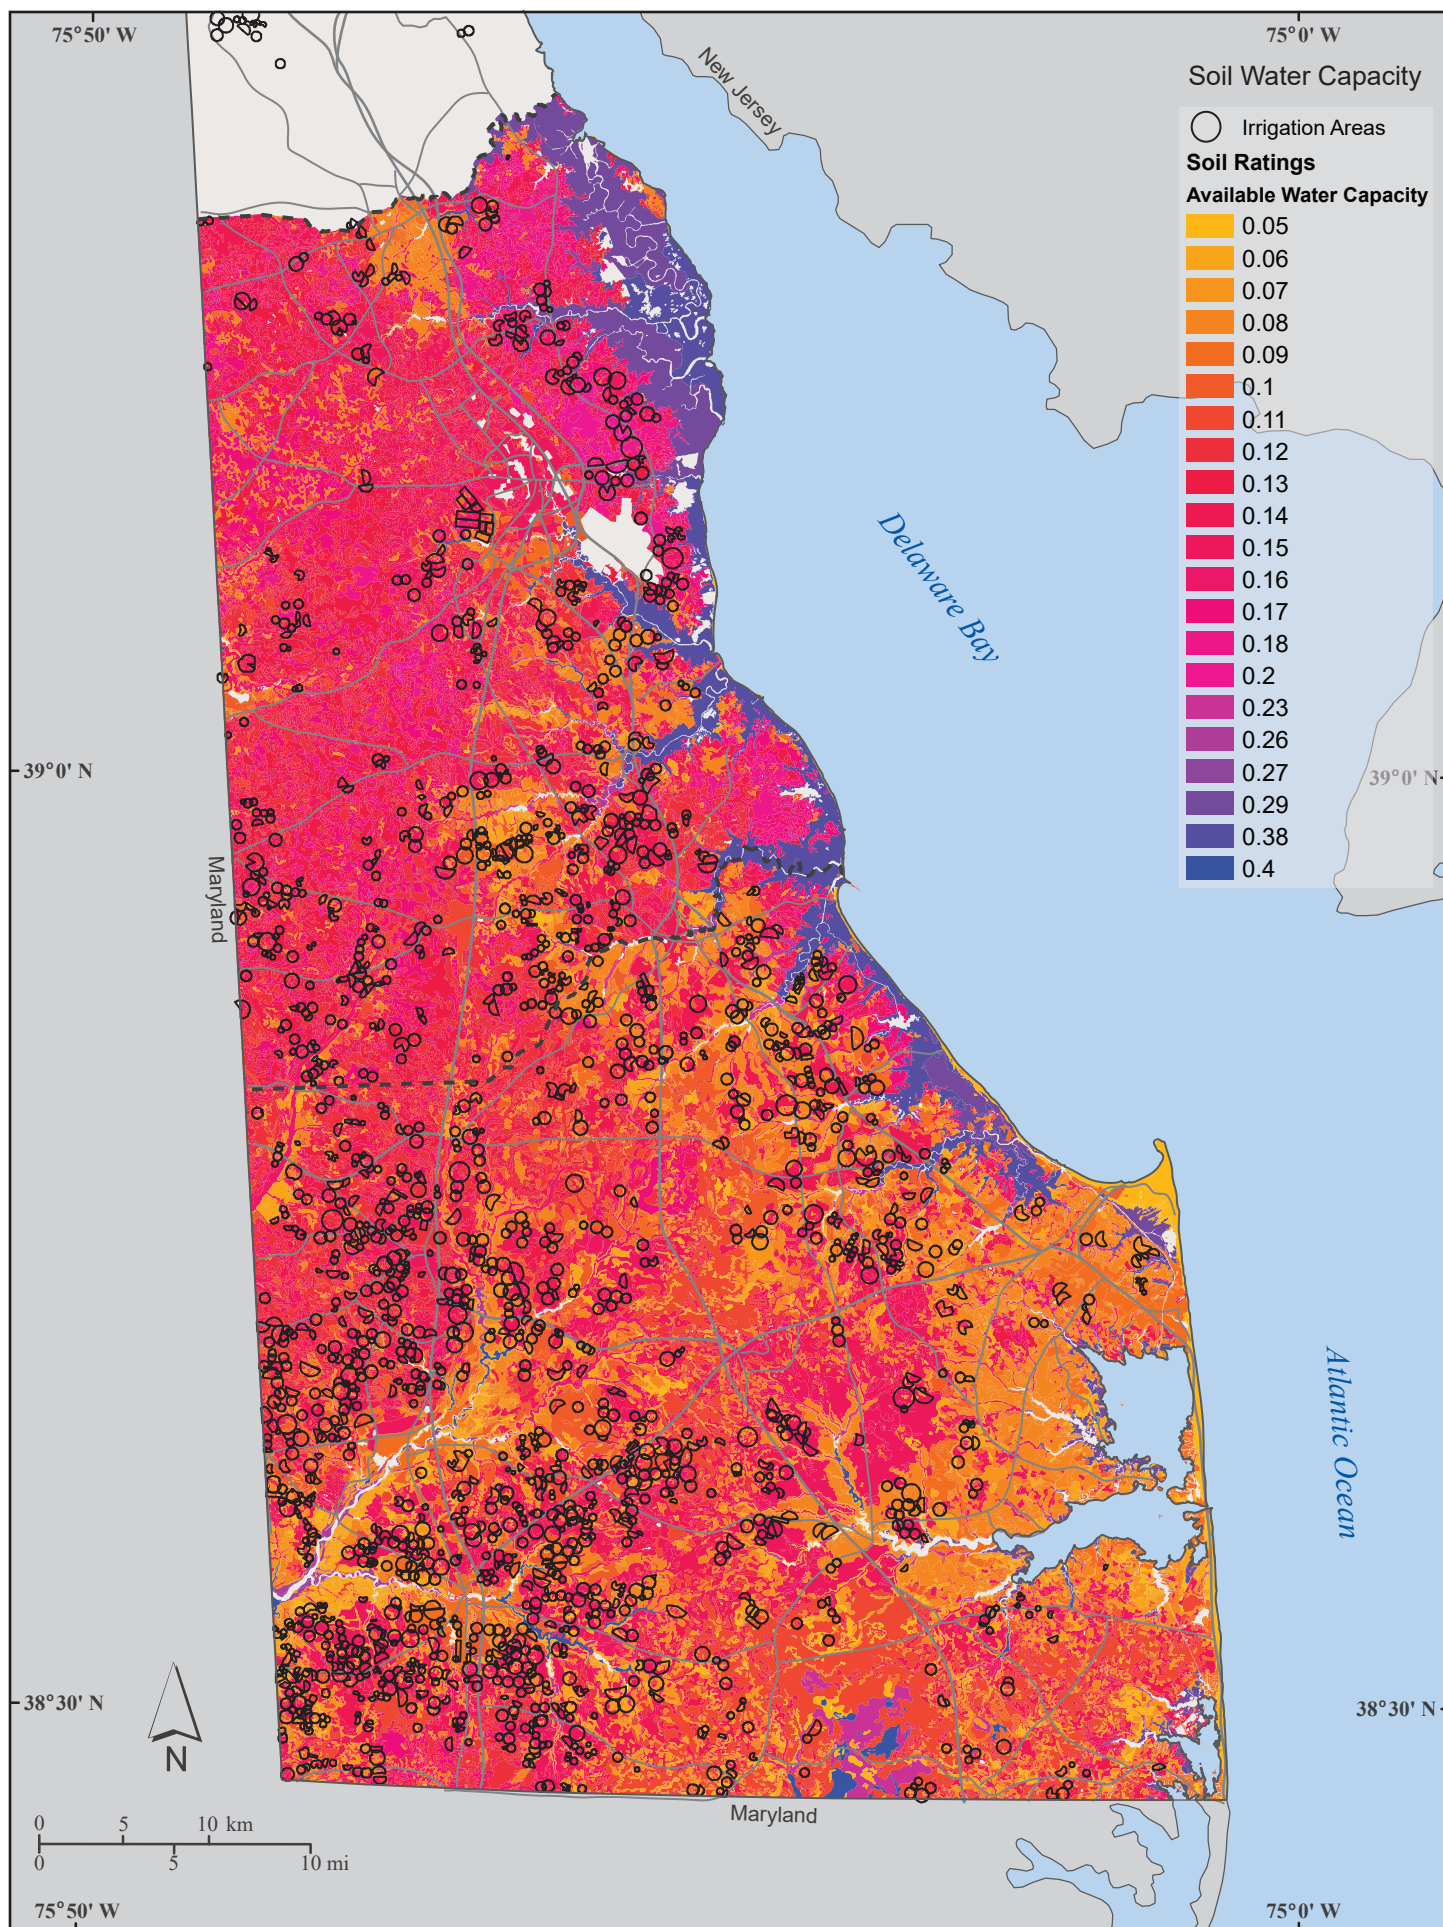 75°50' W
75°0' W
New Jersey
Soil Water Capacity
Irrigation Areas
Soil Ratings
Available Water Capacity
0.05
0.06
0.07
0.08
0.09
0.1
0.11
0.12
0.13
0.14
0.15
0.16
0.17
0.18
0.2
0.23
0.26
0.27
0.29
0.38
0.4
Delaware Bay
39°0' N
39°0' N
Maryland
Atlantic Ocean
38°30' N
38°30' N
N
Maryland
0 5 10 km
0 5 10 mi
75°50' W
75°0' W